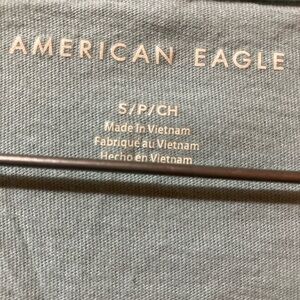 AMERICAN EAGLE
S/P/CH
Made In Vietnam
Fabriqué au Vietnam
Hecho en Vietnam